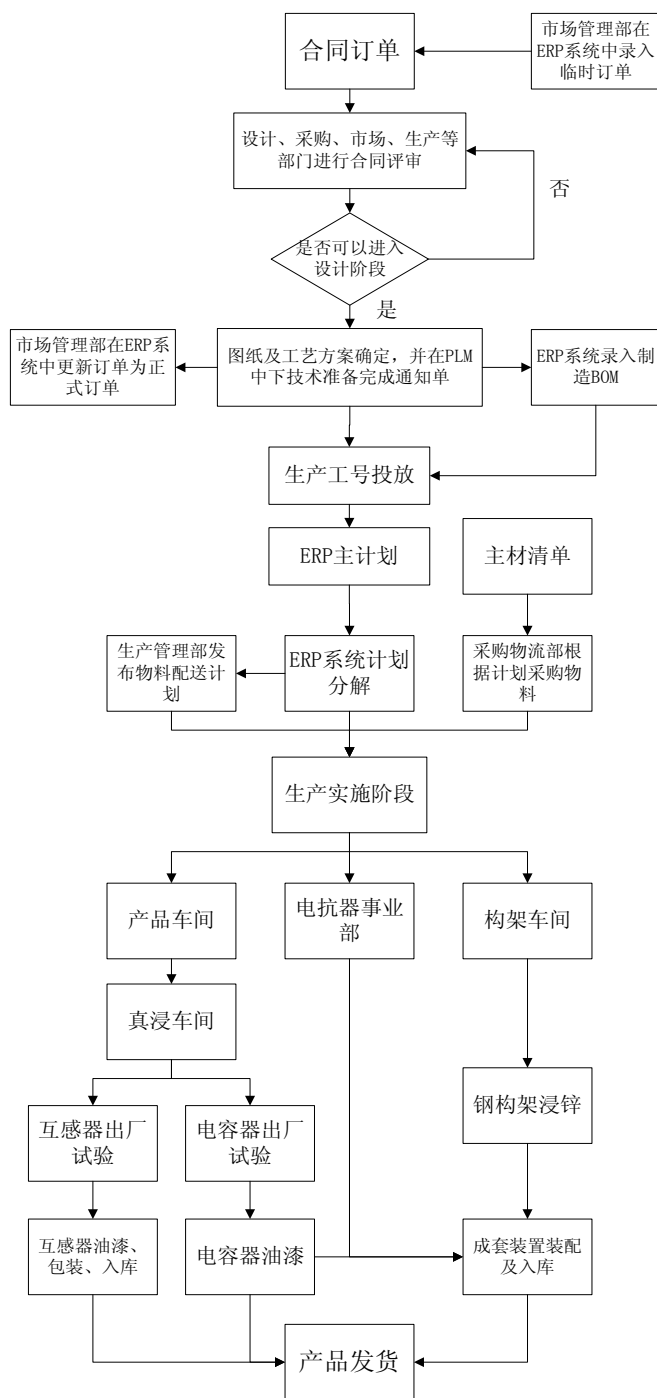 合同订单
市场管理部在
ERP系统中录入
临时订单
设计、采购、市场、生产等
部门进行合同评审
否
是否可以进入
设计阶段
是
市场管理部在ERP系
统中更新订单为正
式订单
图纸及工艺方案确定，并在PLM
中下技术准备完成通知单
ERP系统录入制
造BOM
生产工号投放
ERP主计划
主材清单
生产管理部发
布物料配送计
划
ERP系统计划
分解
采购物流部根
据计划采购物
料
生产实施阶段
产品车间
电抗器事业
部
构架车间
真浸车间
互感器出厂
试验
电容器出厂
试验
钢构架浸锌
互感器油漆、
包装、入库
电容器油漆
成套装置装配
及入库
产品发货